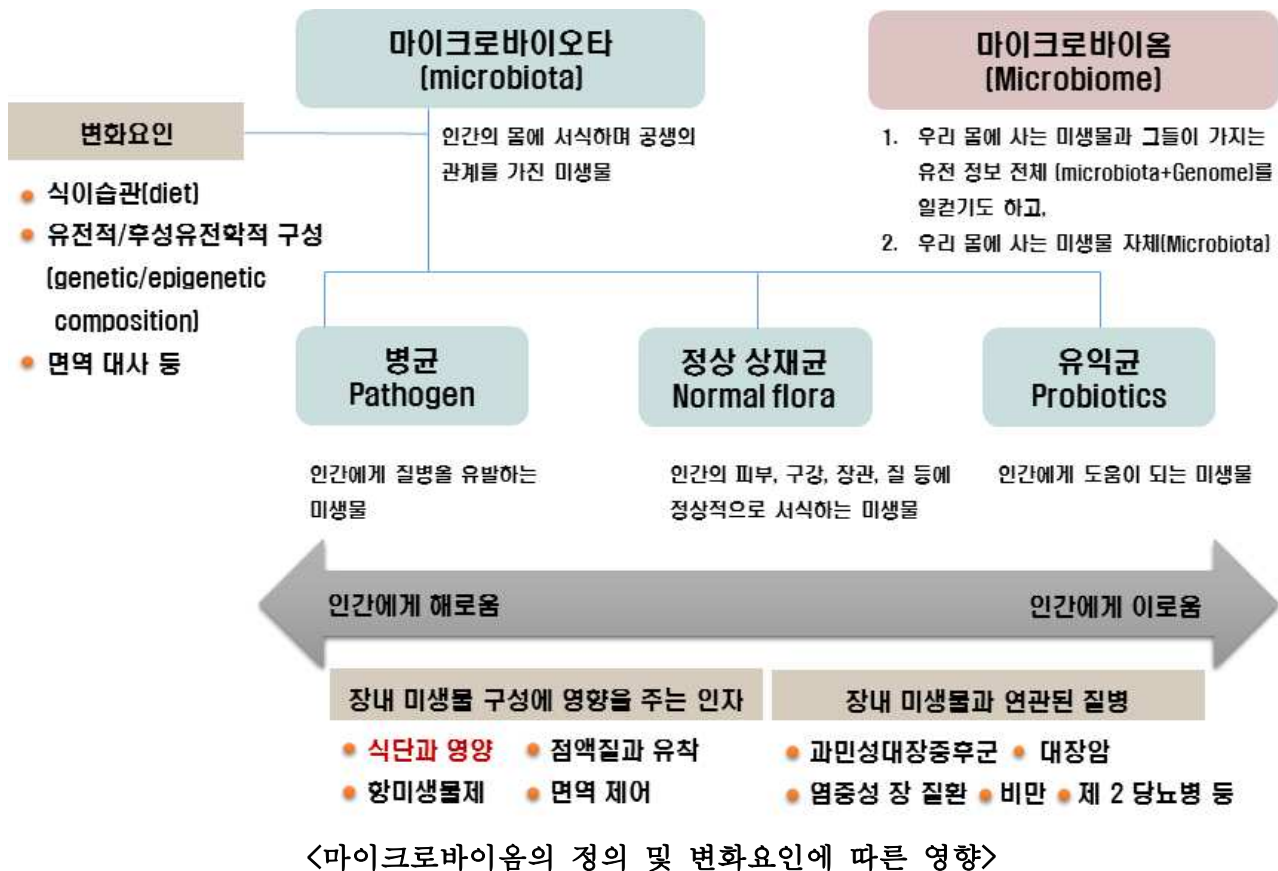 마이크로바이오타
(microbiota)
마이크로바이옴
(Microbiome)
변화요인
인간의 몸에 서식하며 공생의
관계를 가진 미생물
1. 우리 몸에 사는 미생물과 그들이 가지는
유전 정보 전체 (microbiota+Genome)를
일컫기도 하고,
2. 우리 몸에 사는 미생물 자체(Microbiota)
식이습관(diet)
유전적/후성유전학적 구성
(genetic/epigenetic
composition)
면역 대사 등
병균
Pathogen
정상 상재균
Normal flora
유익균
Probiotics
인간에게 질병을 유발하는
미생물
인간의 피부, 구강, 장관, 질 등에
정상적으로 서식하는 미생물
인간에게 도움이 되는 미생물
인간에게 해로움
인간에게 이로움
장내 미생물 구성에 영향을 주는 인자
식단과 영양
점액질과 유착
항미생물제
면역 제어
장내 미생물과 연관된 질병
과민성대장중후군
대장암
염중성 장 질환
비만
제 2 당뇨병 등
<마이크로바이옴의 정의 및 변화요인에 따른 영향>